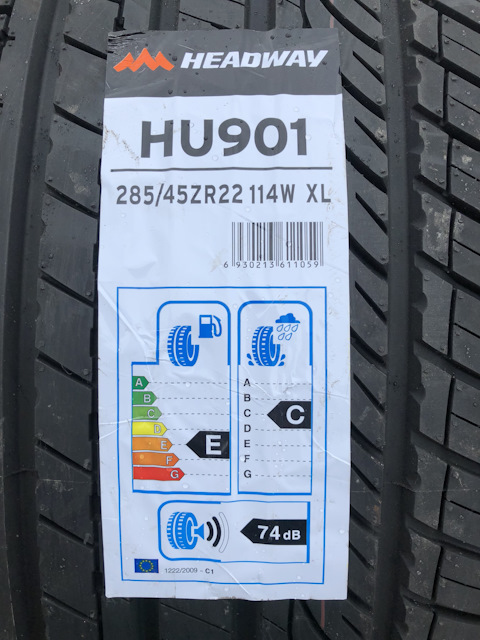 HEADWAY
HU901
285/45ZR22 114W XL
6 930213 611059
A
B
C
D
E
F
G
E
A
B
C
D
E
F
G
C
74 dB
1222/2009 - C1